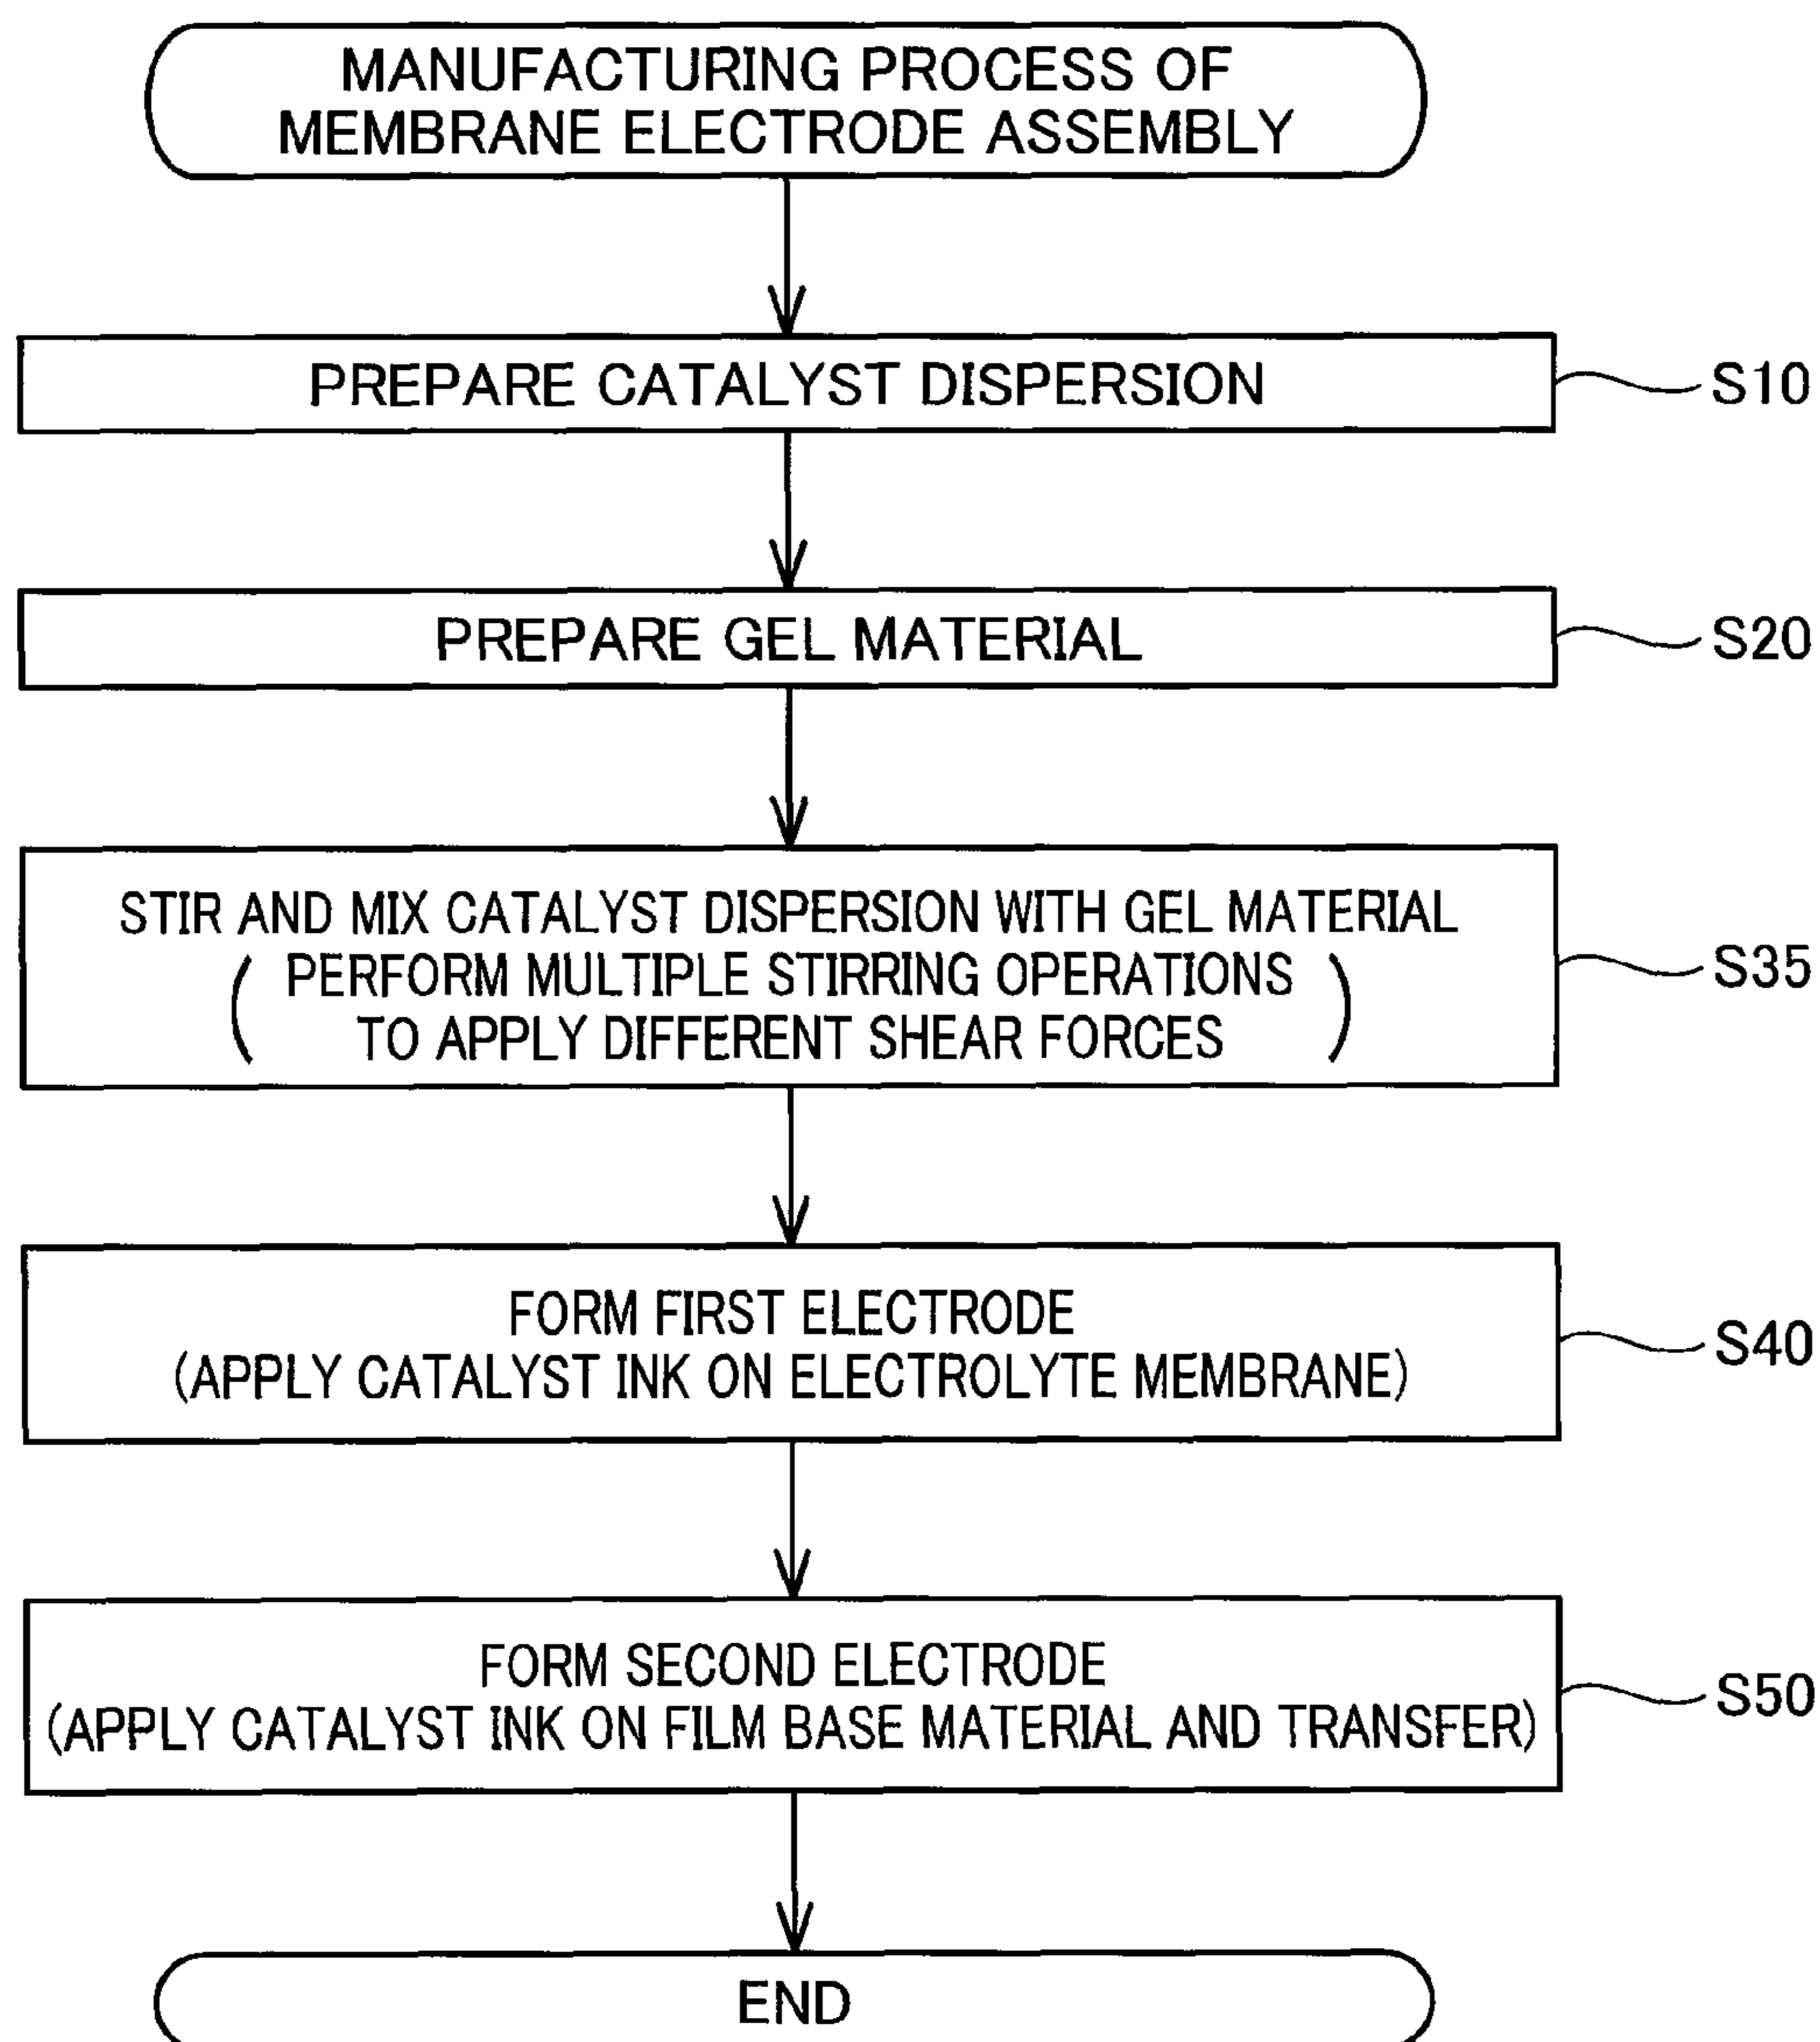 MANUFACTURING PROCESS OF
MEMBRANE ELECTRODE ASSEMBLY
PREPARE CATALYST DISPERSION
S10
PREPARE GEL MATERIAL
S20
STIR AND MIX CATALYST DISPERSION WITH GEL MATERIAL
( PERFORM MULTIPLE STIRRING OPERATIONS
TO APPLY DIFFERENT SHEAR FORCES )
S35
FORM FIRST ELECTRODE
(APPLY CATALYST INK ON ELECTROLYTE MEMBRANE)
S40
FORM SECOND ELECTRODE
(APPLY CATALYST INK ON FILM BASE MATERIAL AND TRANSFER)
S50
END